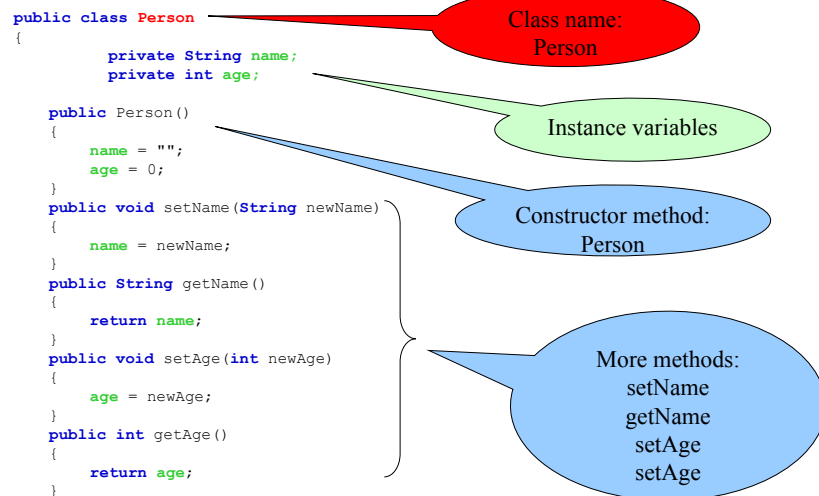 public class Person
{
private String name;
private int age;
public Person()
{
name = "";
age = 0;
}
public void setName(String newName)
{
name = newName;
}
public String getName()
{
return name;
}
public void setAge(int newAge)
{
age = newAge;
}
public int getAge()
{
return age;
}
Class name:
Person
Instance variables
Constructor method:
Person
More methods:
setName
getName
setAge
setAge